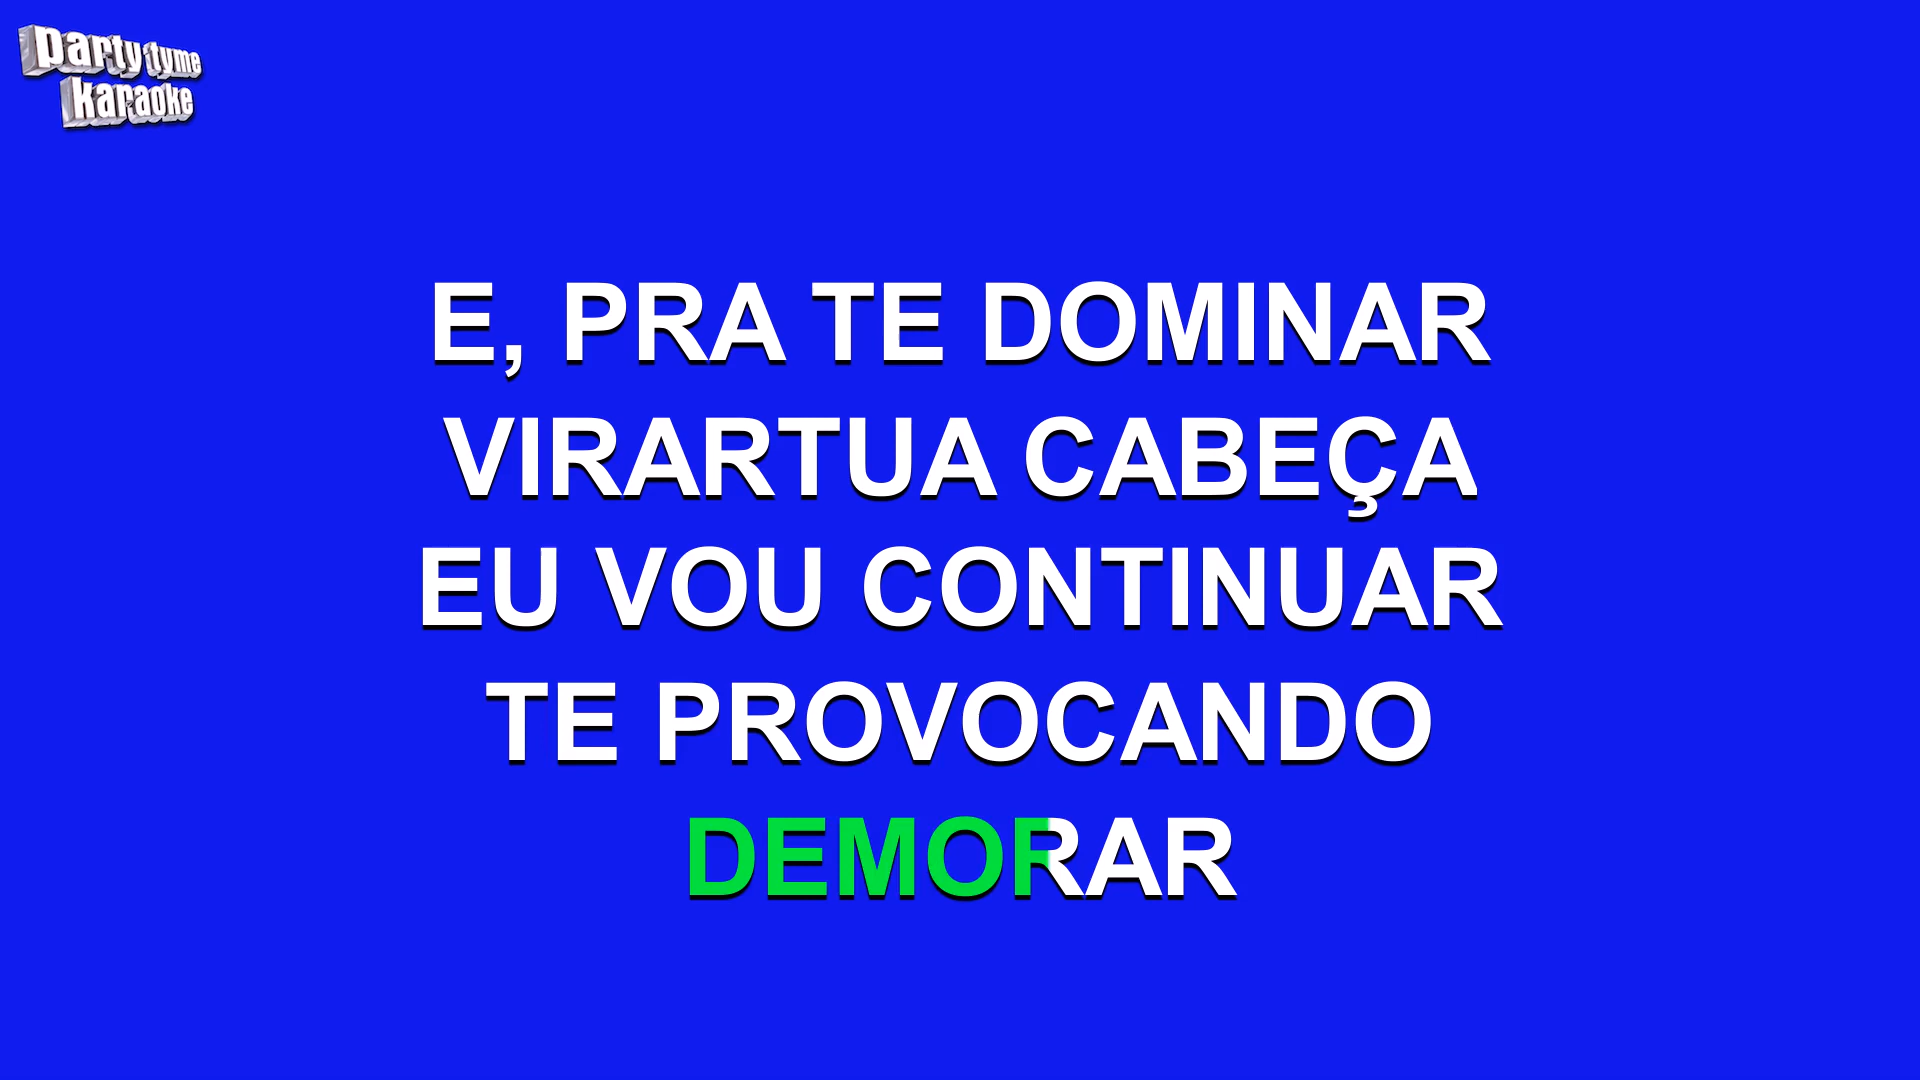 party tyme
karaoke
E, PRA TE DOMINAR
VIRARTUA CABEÇA
EU VOU CONTINUAR
TE PROVOCANDO
DEMORAR